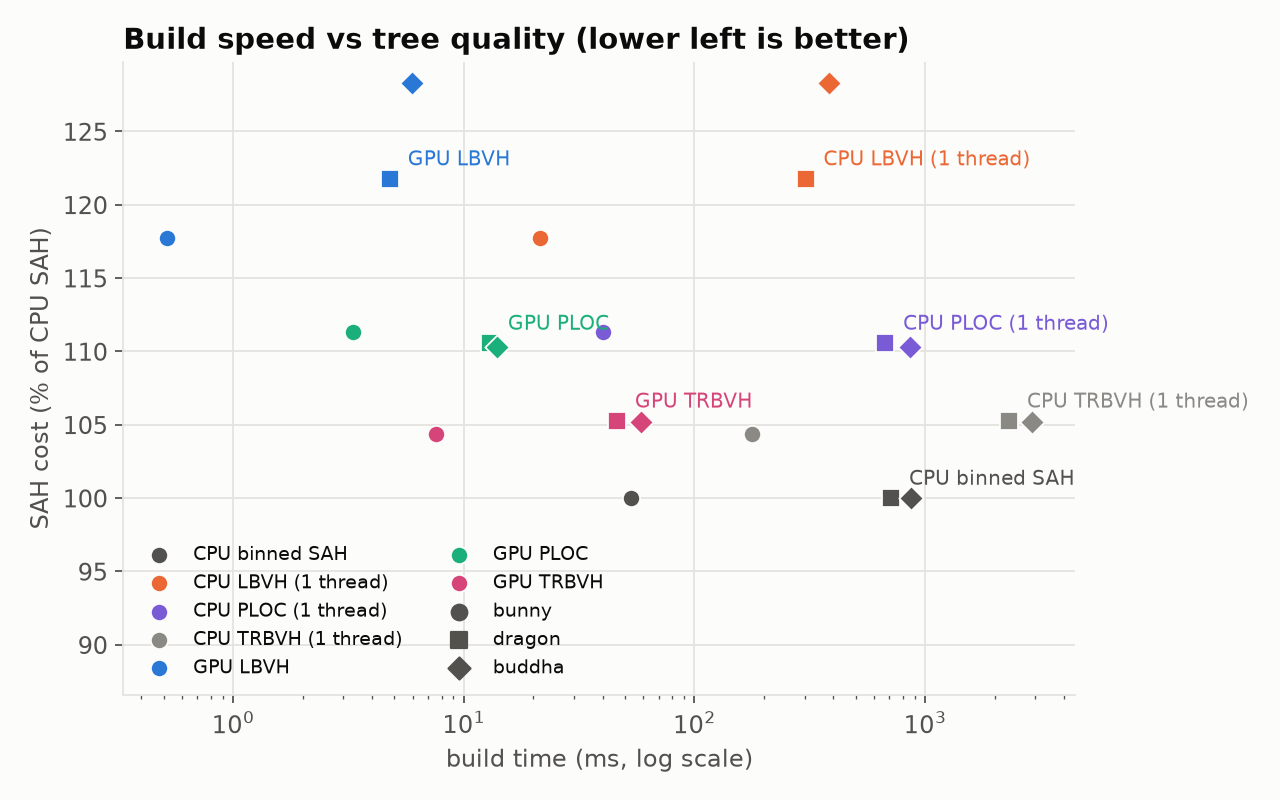 Build speed vs tree quality (lower left is better)
SAH cost (% of CPU SAH)
125
120
115
110
105
100
95
90
GPU LBVH
CPU LBVH (1 thread)
GPU PLOC
CPU PLOC (1 thread)
GPU TRBVH
CPU TRBVH (1 thread)
CPU binned SAH
CPU binned SAH
CPU LBVH (1 thread)
CPU PLOC (1 thread)
CPU TRBVH (1 thread)
GPU LBVH
GPU PLOC
GPU TRBVH
bunny
dragon
buddha
10⁰ 10¹ 10² 10³
build time (ms, log scale)